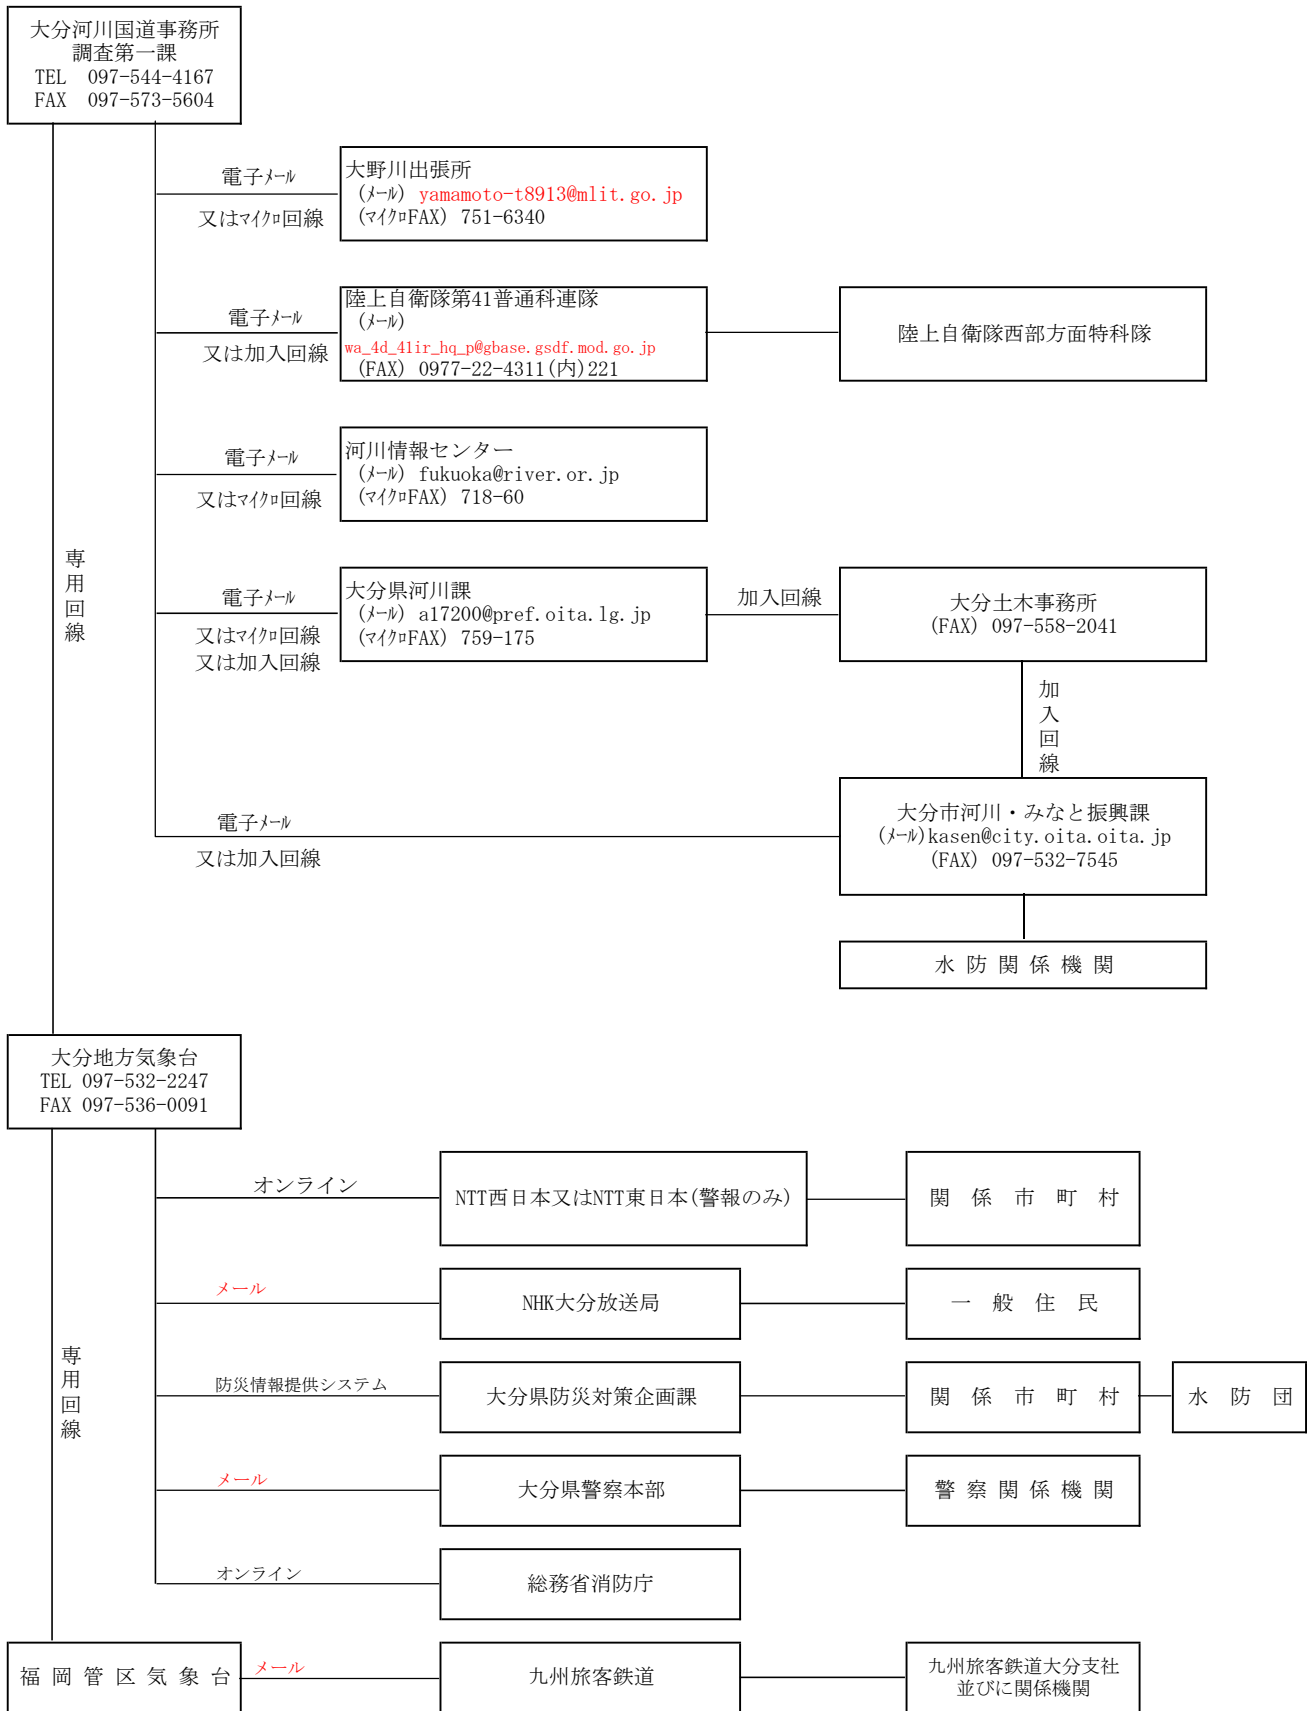 大分河川国道事務所
調査第一課
TEL 097-544-4167
FAX 097-573-5604
電子ﾒｰﾙ
又はﾏｲｸﾛ回線
大野川出張所
(ﾒｰﾙ) yamamoto-t8913@mlit.go.jp
(ﾏｲｸﾛFAX) 751-6340
電子ﾒｰﾙ
又は加入回線
陸上自衛隊第41普通科連隊
(ﾒｰﾙ)
wa_4d_41ir_hq_p@gbase.gsdf.mod.go.jp
(FAX) 0977-22-4311(内)221
陸上自衛隊西部方面特科隊
電子ﾒｰﾙ
又はﾏｲｸﾛ回線
河川情報センター
(ﾒｰﾙ) fukuoka@river.or.jp
(ﾏｲｸﾛFAX) 718-60
専用回線
電子ﾒｰﾙ
又はﾏｲｸﾛ回線
又は加入回線
大分県河川課
(ﾒｰﾙ) a17200@pref.oita.lg.jp
(ﾏｲｸﾛFAX) 759-175
加入回線
大分土木事務所
(FAX) 097-558-2041
加入回線
電子ﾒｰﾙ
又は加入回線
大分市河川・みなと振興課
(ﾒｰﾙ)kasen@city.oita.oita.jp
(FAX) 097-532-7545
水防関係機関
大分地方気象台
TEL 097-532-2247
FAX 097-536-0091
オンライン
NTT西日本又はNTT東日本(警報のみ)
関係市町村
メール
NHK大分放送局
一般住民
専用回線
防災情報提供システム
大分県防災対策企画課
関係市町村
水防団
メール
大分県警察本部
警察関係機関
オンライン
総務省消防庁
福岡管区気象台
メール
九州旅客鉄道
九州旅客鉄道大分支社
並びに関係機関